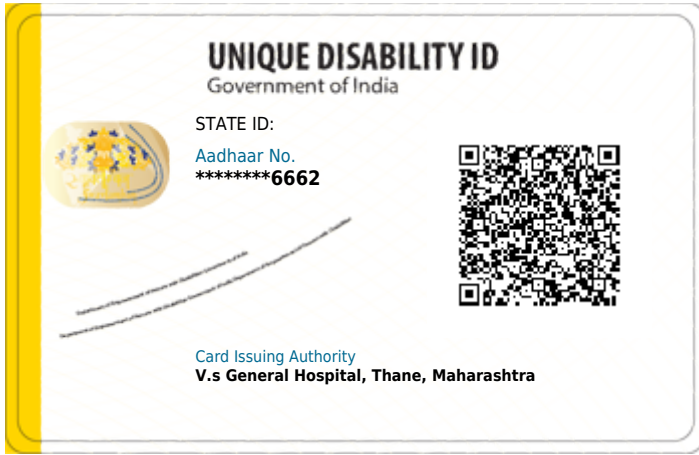 UNIQUE DISABILITY ID
Government of India
STATE ID:
Aadhaar No.
********6662
Card Issuing Authority
V.s General Hospital, Thane, Maharashtra